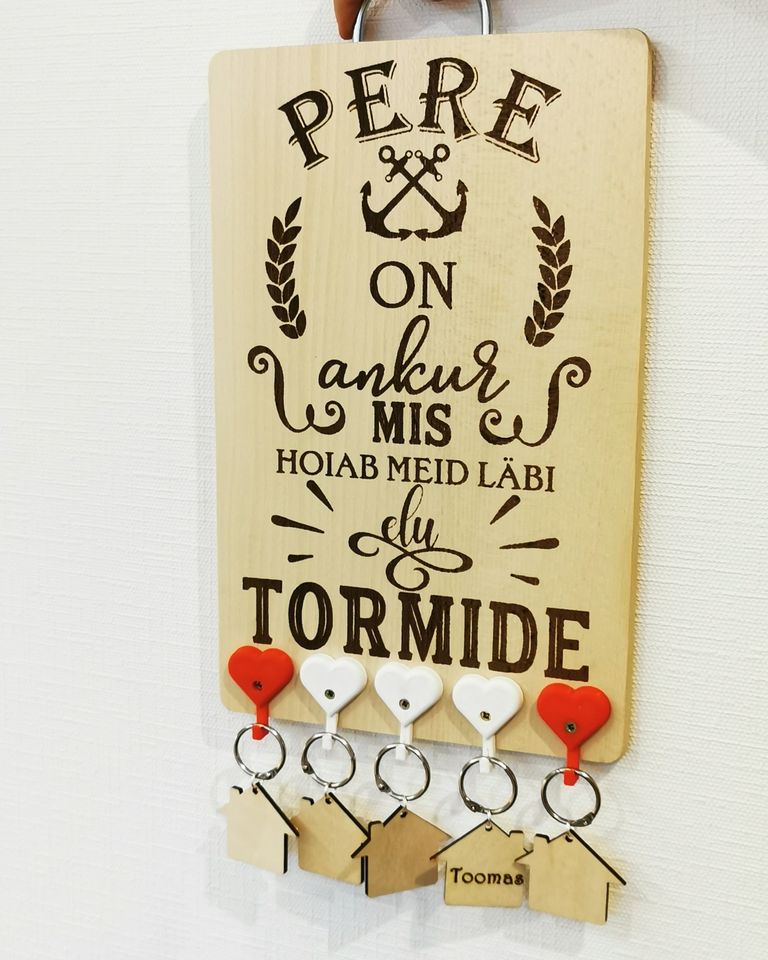 PERE
ON
ankur
MIS
HOIAB MEID LÄBI
elu
TORMIDE
Toomas